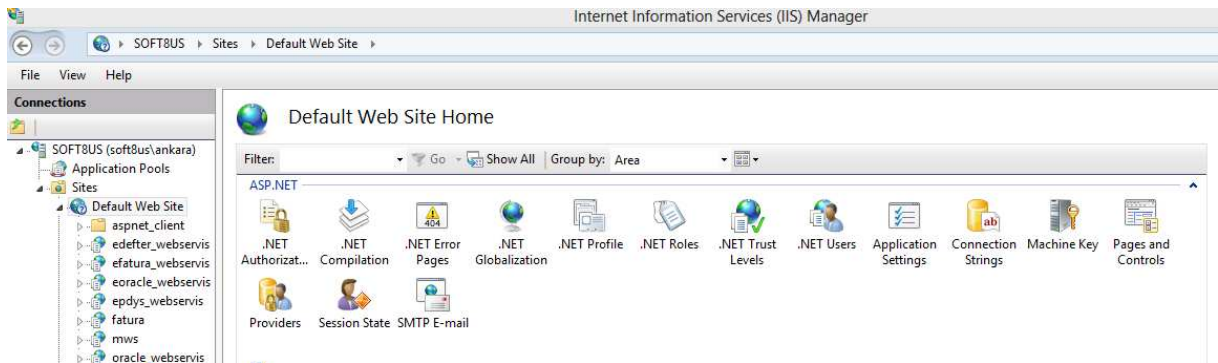 Internet Information Services (IIS) Manager
SOFT8US Sites Default Web Site
File View Help
Connections
SOFT8US (soft8us\ankara)
Application Pools
Sites
Default Web Site
aspnet_client
edefter_webservis
efatura_webservis
eoracle_webservis
epdys_webservis
fatura
mws
oracle_webservis
Default Web Site Home
Filter: Go Show All Group by: Area
ASP.NET
.NET Authorizat...
.NET Compilation
404
.NET Error Pages
.NET Globalization
.NET Profile
.NET Roles
.NET Trust Levels
.NET Users
Application Settings
ab
Connection Strings
Machine Key
Pages and Controls
Providers
Session State
SMTP E-mail